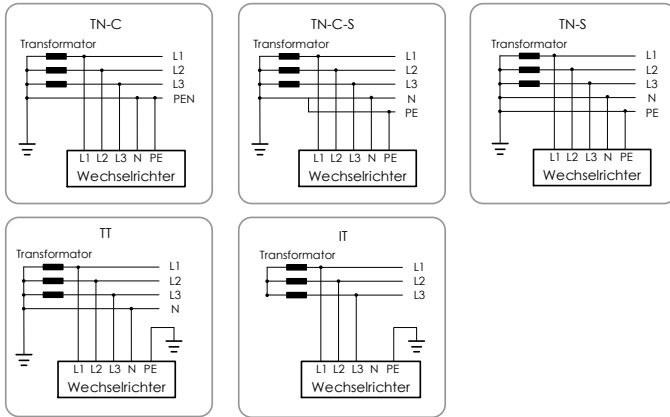 TN-C
Transformator
L1
L2
L3
PEN
L1 L2 L3 N PE
Wechselrichter
TN-C-S
Transformator
L1
L2
L3
N
PE
L1 L2 L3 N PE
Wechselrichter
TN-S
Transformator
L1
L2
L3
N
PE
L1 L2 L3 N PE
Wechselrichter
TT
Transformator
L1
L2
L3
N
L1 L2 L3 N PE
Wechselrichter
IT
Transformator
L1
L2
L3
L1 L2 L3 N PE
Wechselrichter